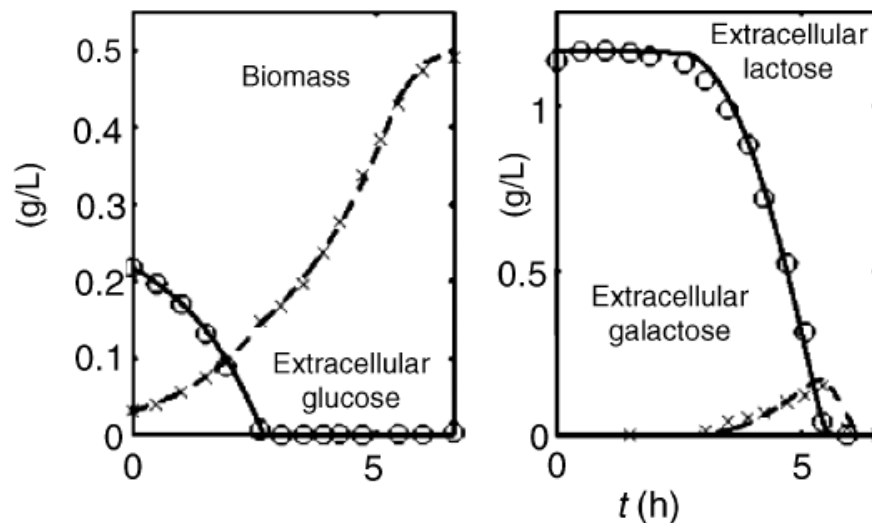 0.5
0.4
0.3
0.2
0.1
0
(g/L)
Biomass
Extracellular
glucose
0
5
1
0.5
0
(g/L)
Extracellular
lactose
Extracellular
galactose
0
5
t (h)